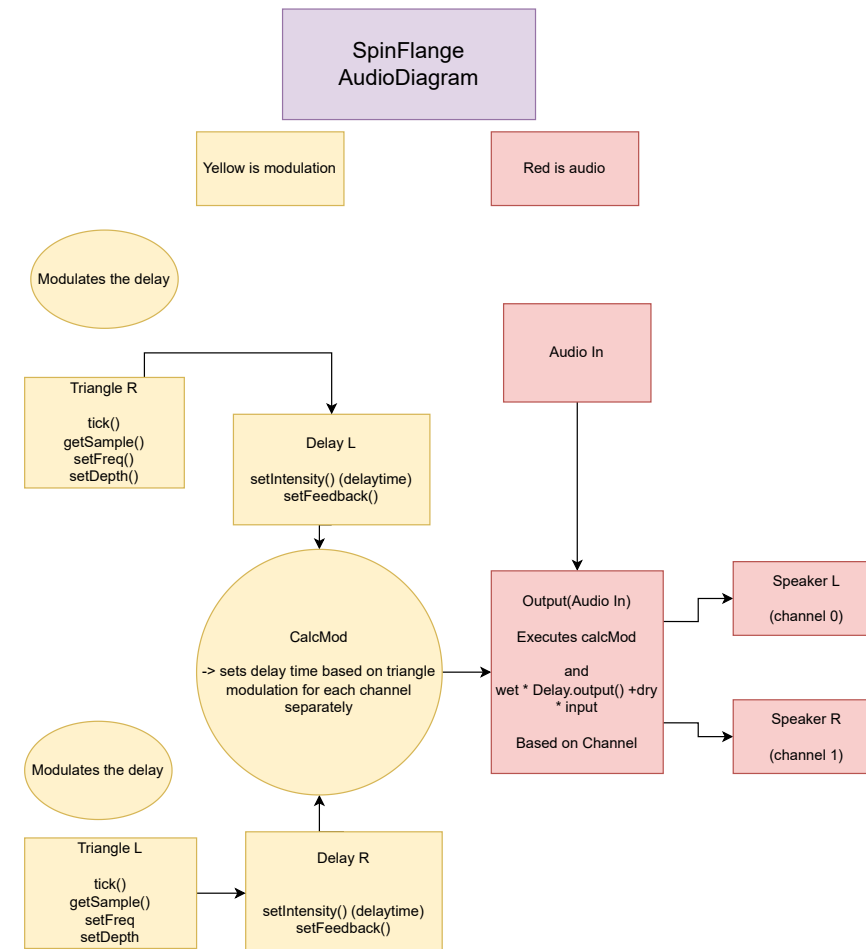 SpinFlange
AudioDiagram
Yellow is modulation
Red is audio
Modulates the delay
Audio In
Triangle R
tick()
getSample()
setFreq()
setDepth()
Delay L
setIntensity() (delaytime)
setFeedback()
CalcMod
-> sets delay time based on triangle
modulation for each channel
separately
Output(Audio In)
Executes calcMod
and
wet * Delay.output() +dry
* input
Based on Channel
Speaker L
(channel 0)
Speaker R
(channel 1)
Modulates the delay
Triangle L
tick()
getSample()
setFreq
setDepth
Delay R
setIntensity() (delaytime)
setFeedback()